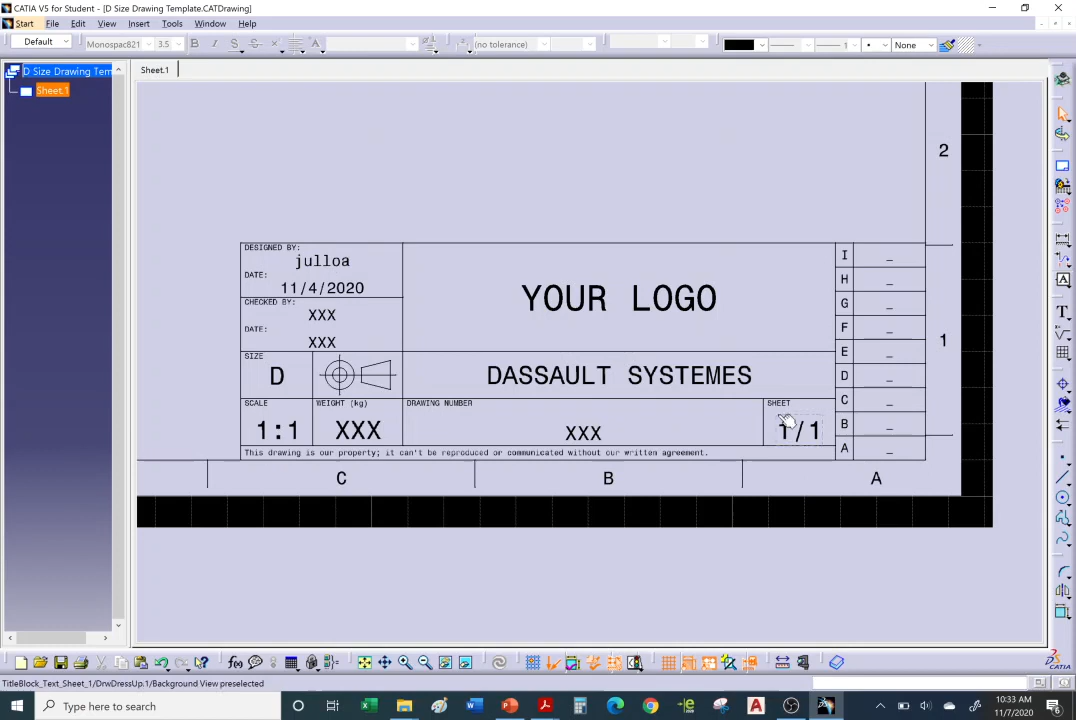 CATIA V5 for Student - [D Size Drawing Template.CATDrawing]
Start File Edit View Insert Tools Window Help
Default Monospac821 3.5 B I S S A (no tolerance) 1 None
D Size Drawing Tem
Sheet.1
Sheet.1
2
DESIGNED BY:
julloa
DATE:
11/4/2020
CHECKED BY:
XXX
DATE:
XXX
YOUR LOGO
SIZE
D
DASSAULT SYSTEMES
SCALE
1:1
WEIGHT (kg)
XXX
DRAWING NUMBER
XXX
SHEET
1/1
This drawing is our property; it can't be reproduced or communicated without our written agreement.
I _
H _
G _
F _
E _
D _
C _
B _
A _
1
C B A
TitleBlock_Text_Sheet_1/DrwDressUp.1/Background View preselected
CATIA
Type here to search
10:33 AM
11/7/2020
6